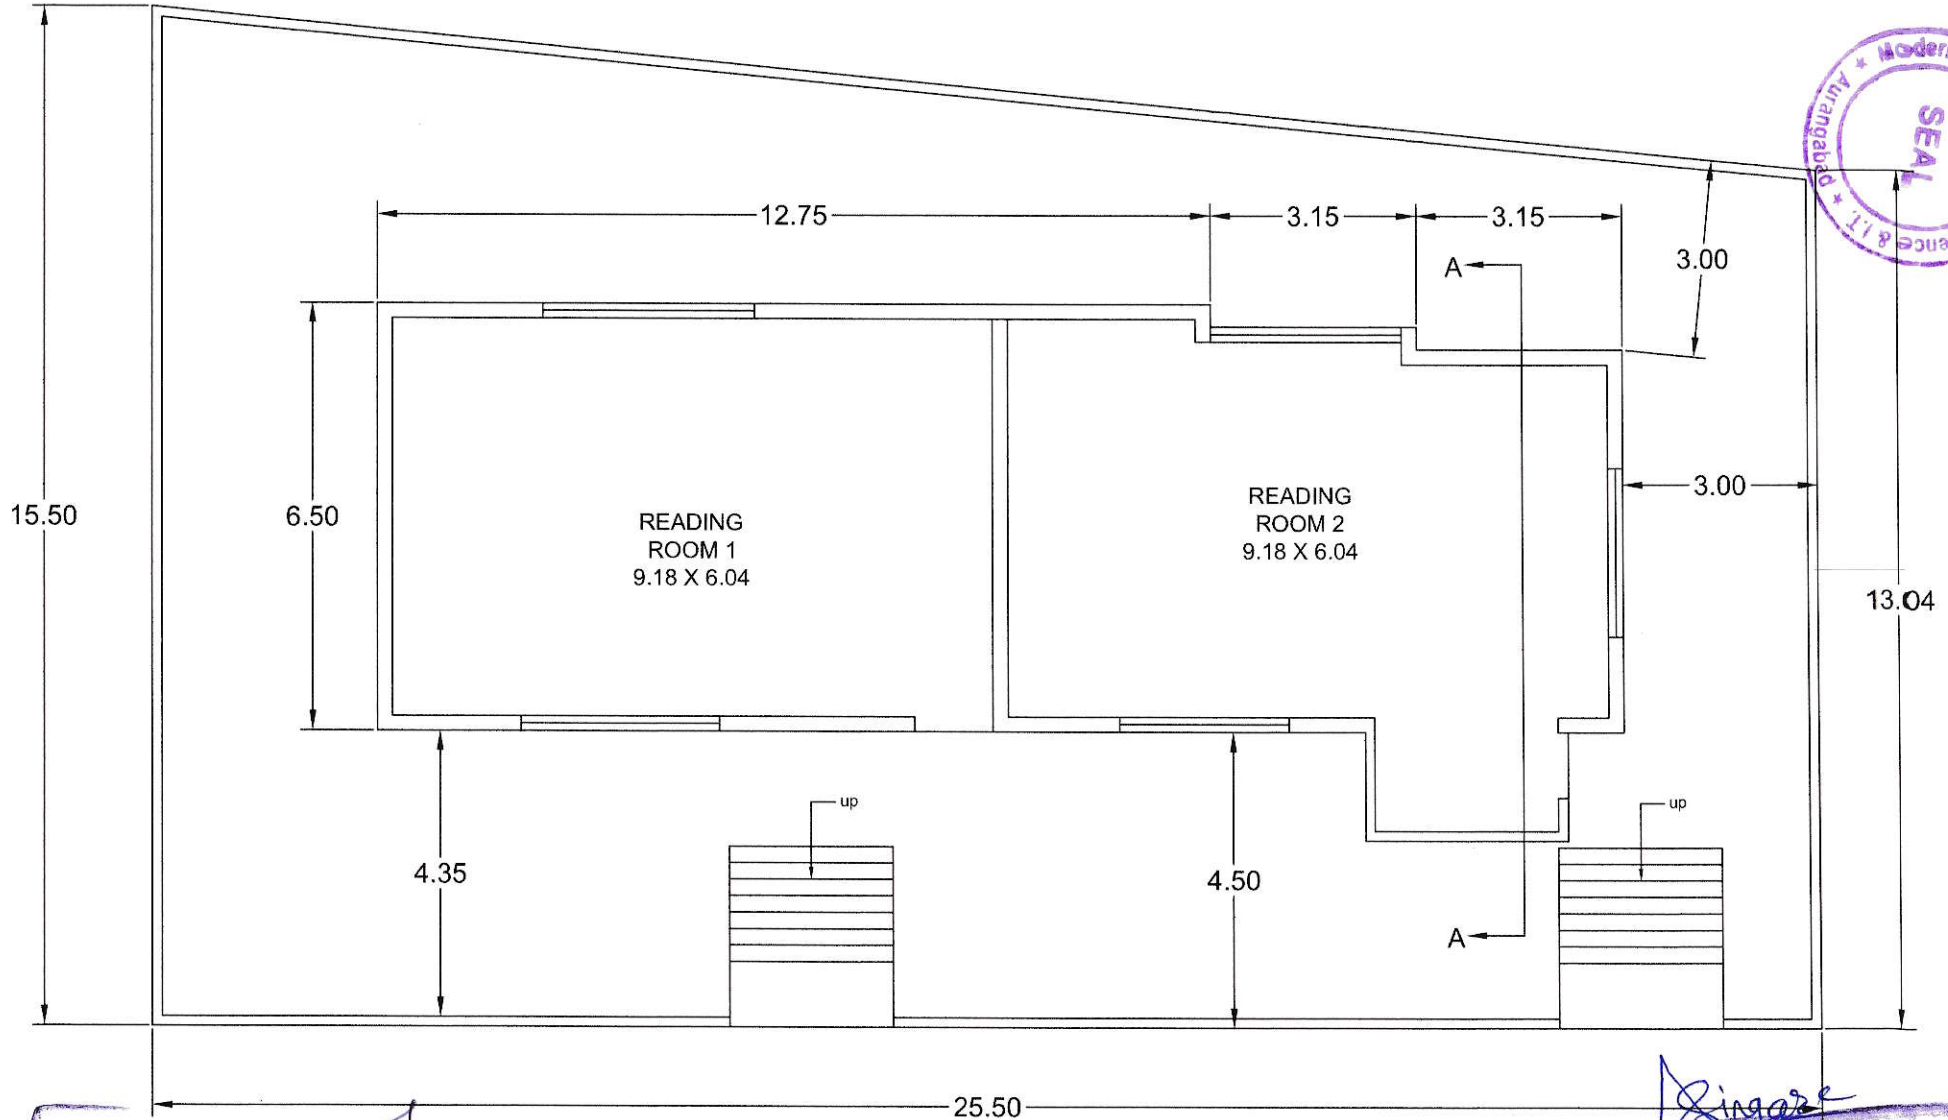 Modern
Aurangabad
SEAL
ence & I.T.
12.75
3.15
3.15
A
3.00
15.50
6.50
READING
ROOM 1
9.18 X 6.04
READING
ROOM 2
9.18 X 6.04
3.00
13.04
up
up
4.35
4.50
A
25.50